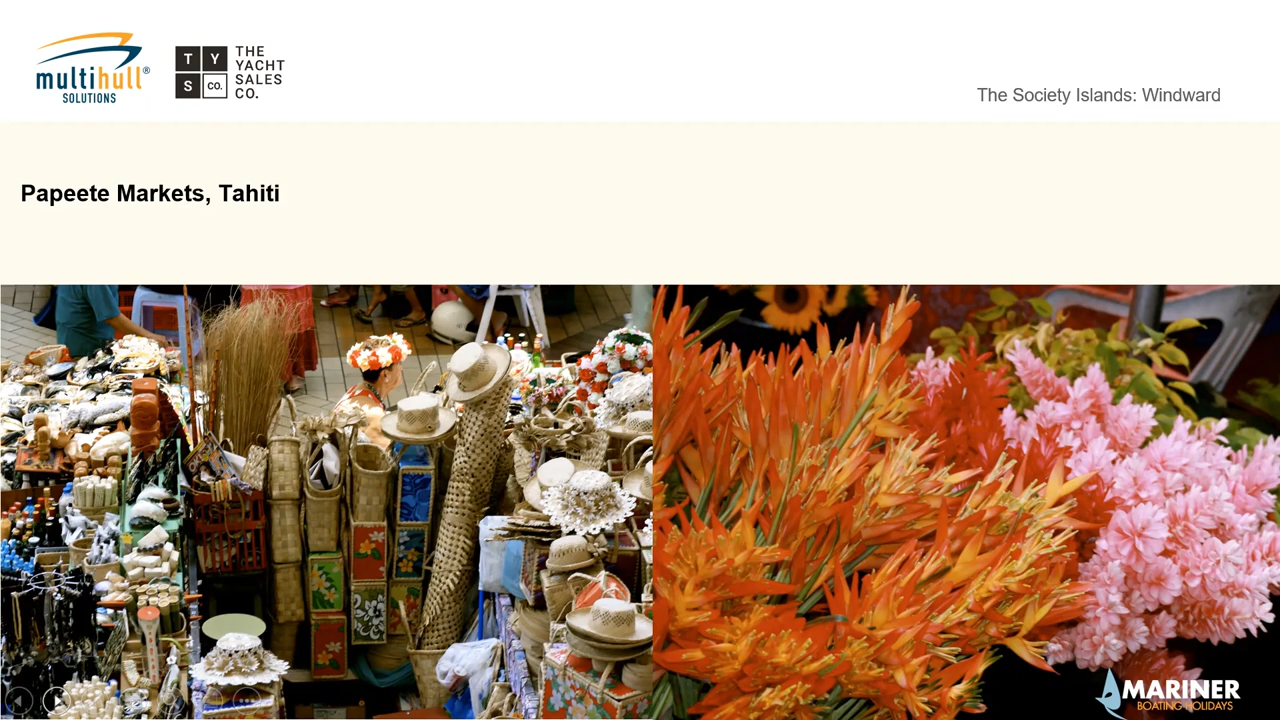 multihull®
SOLUTIONS
T Y
S CO.
THE
YACHT
SALES
CO.
The Society Islands: Windward
Papeete Markets, Tahiti
MARINER
BOATING HOLIDAYS